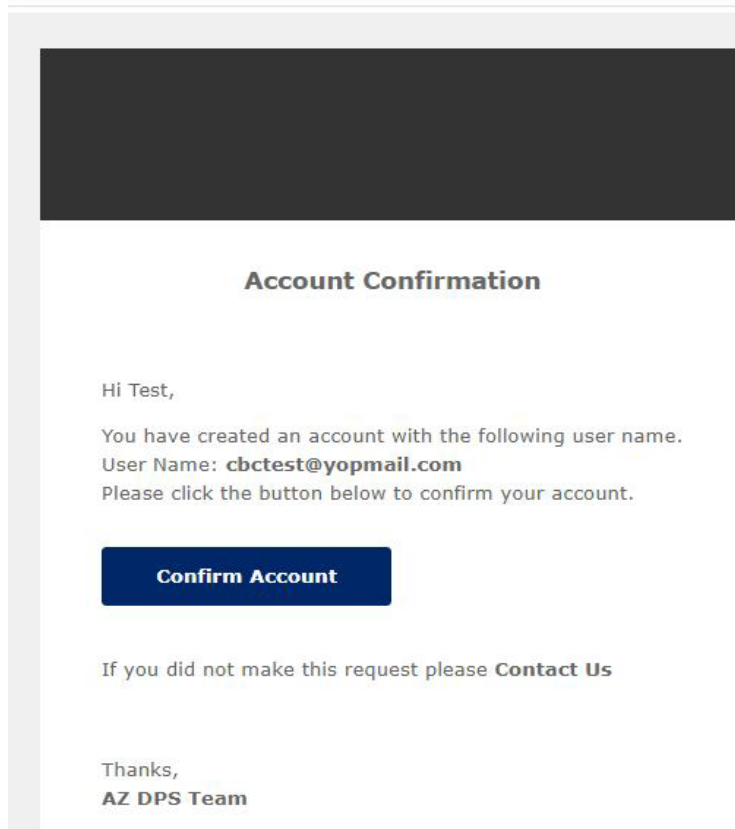 Account Confirmation
Hi Test,
You have created an account with the following user name.
User Name: cbctest@yopmail.com
Please click the button below to confirm your account.
Confirm Account
If you did not make this request please Contact Us
Thanks,
AZ DPS Team